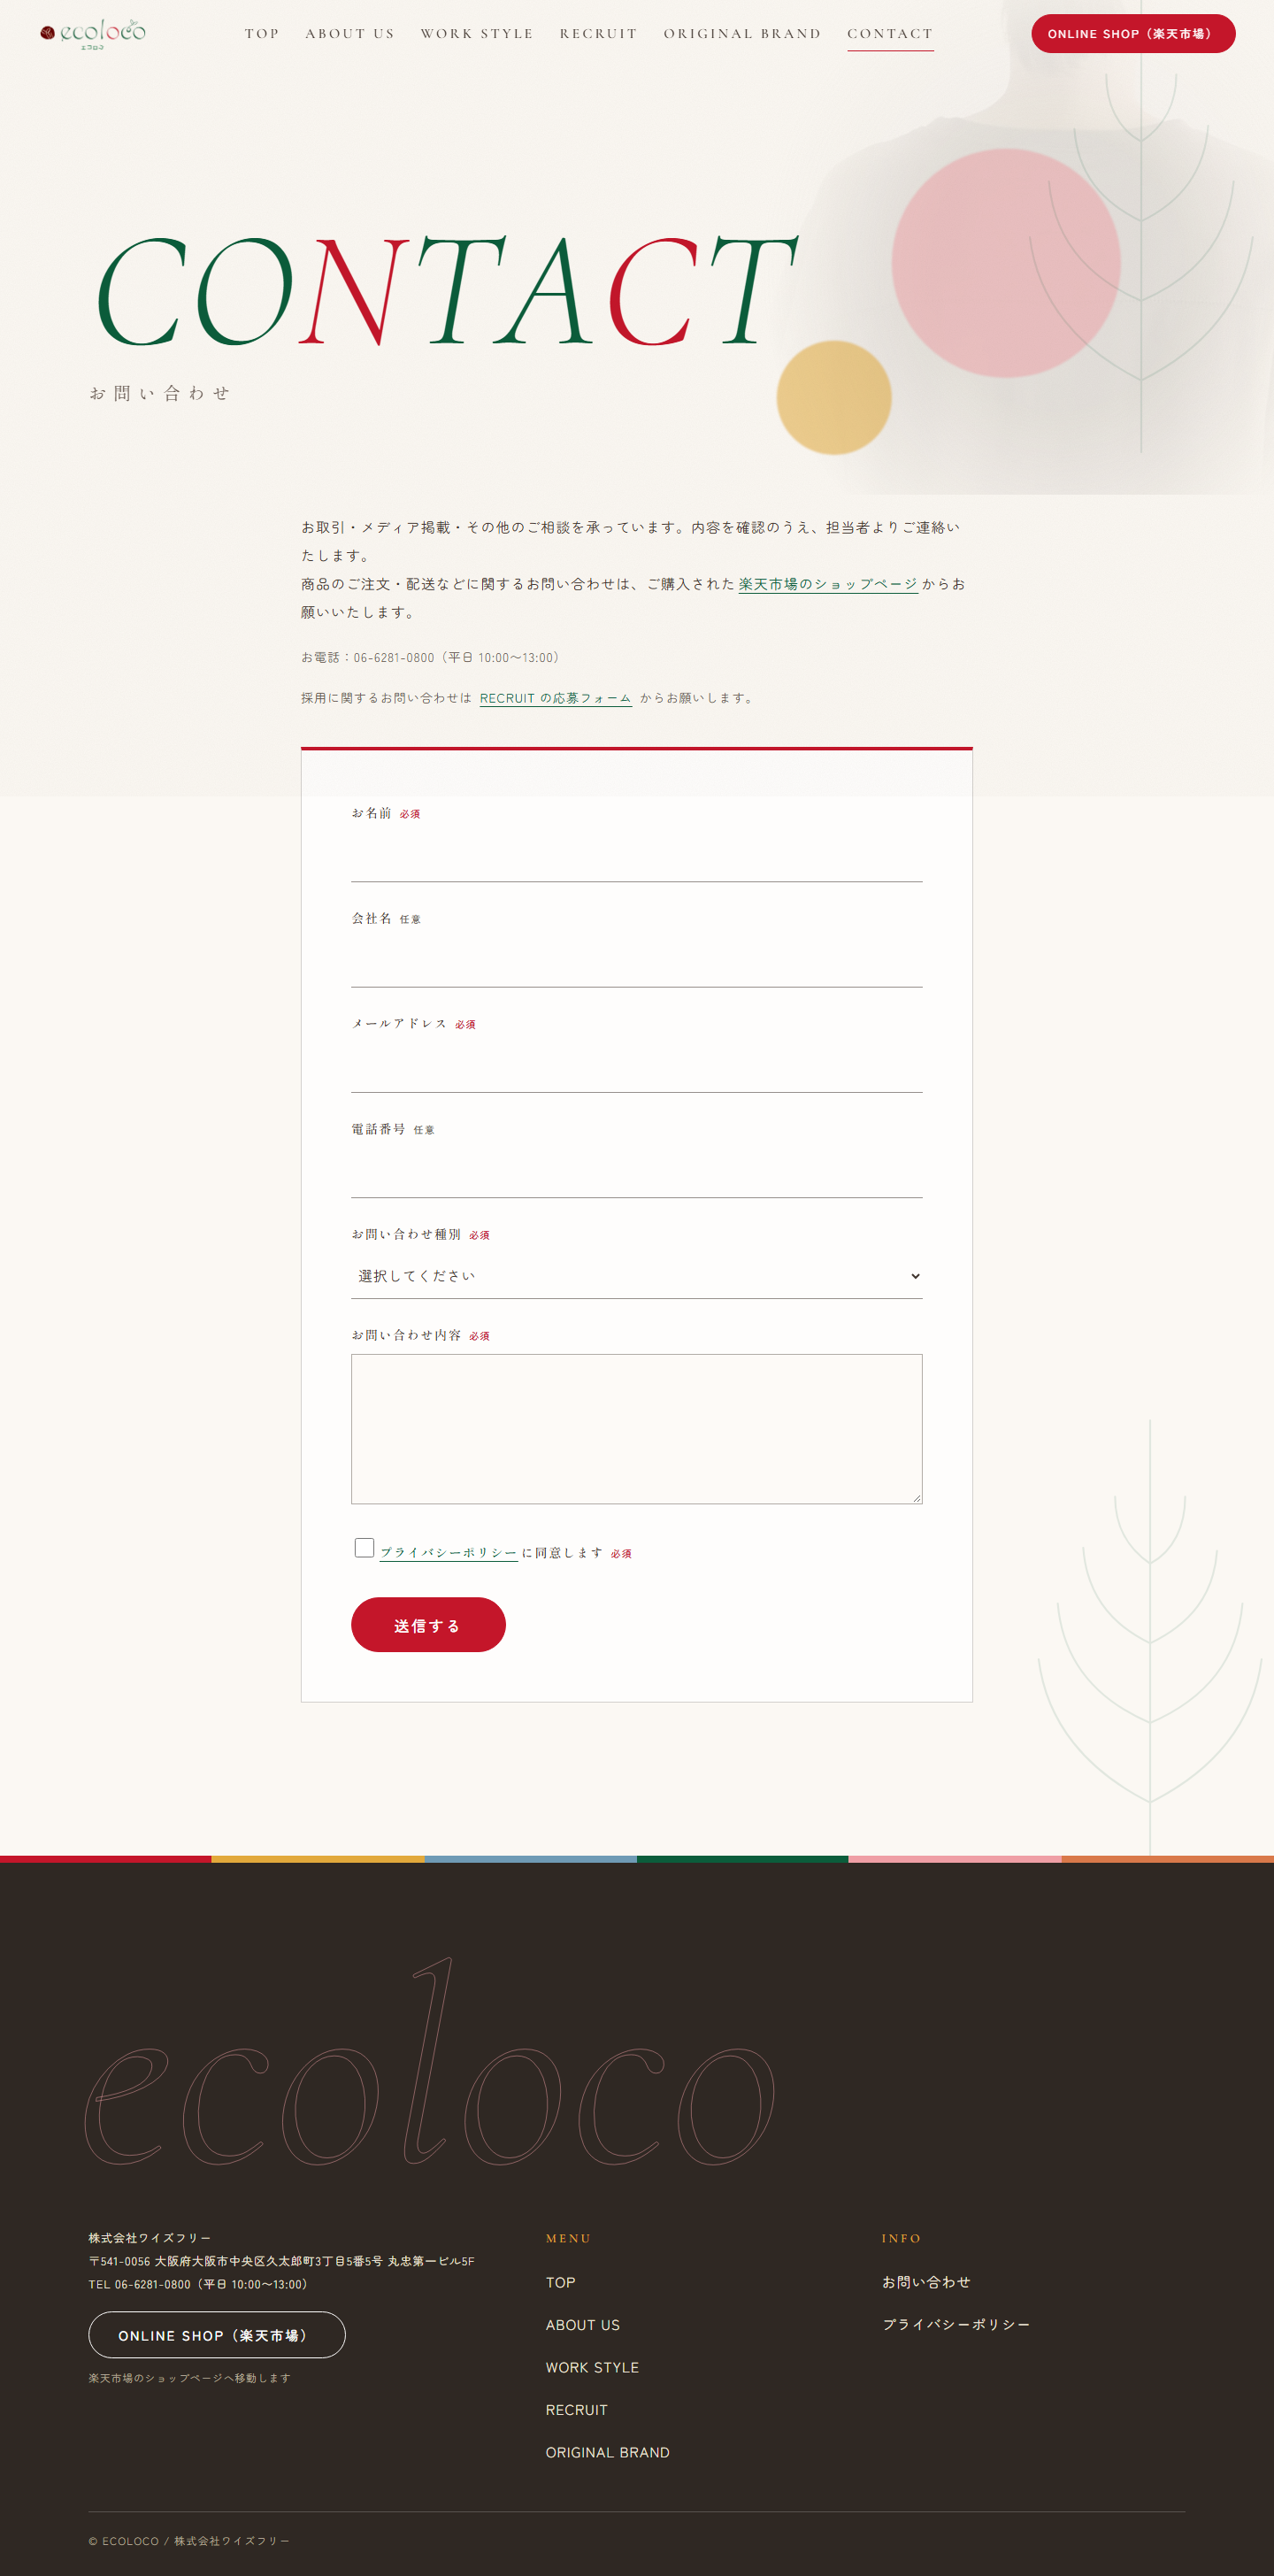 ecoloco
エコロコ
TOP ABOUT US WORK STYLE RECRUIT ORIGINAL BRAND CONTACT
ONLINE SHOP（楽天市場）
CONTACT
お問い合わせ
お取引・メディア掲載・その他のご相談を承っています。内容を確認のうえ、担当者よりご連絡い
たします。
商品のご注文・配送などに関するお問い合わせは、ご購入された 楽天市場のショップページ からお
願いいたします。
お電話：06-6281-0800（平日 10:00〜13:00）
採用に関するお問い合わせは RECRUIT の応募フォーム からお願いします。
お名前 必須
会社名 任意
メールアドレス 必須
電話番号 任意
お問い合わせ種別 必須
選択してください
お問い合わせ内容 必須
プライバシーポリシー に同意します 必須
送信する
ecoloco
株式会社ワイズフリー
〒541-0056 大阪府大阪市中央区久太郎町3丁目5番5号 丸忠第一ビル5F
TEL 06-6281-0800（平日 10:00〜13:00）
ONLINE SHOP（楽天市場）
楽天市場のショップページへ移動します
MENU
TOP
ABOUT US
WORK STYLE
RECRUIT
ORIGINAL BRAND
INFO
お問い合わせ
プライバシーポリシー
© ECOLOCO / 株式会社ワイズフリー